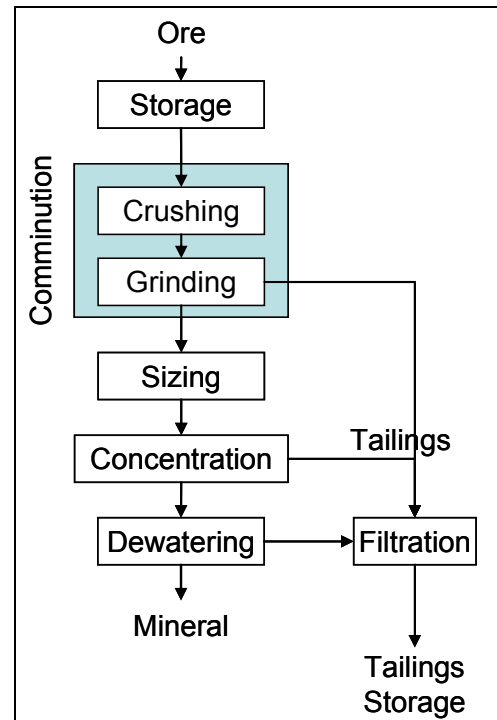 Ore
Storage
Comminution
Crushing
Grinding
Sizing
Tailings
Concentration
Dewatering
Filtration
Mineral
Tailings
Storage